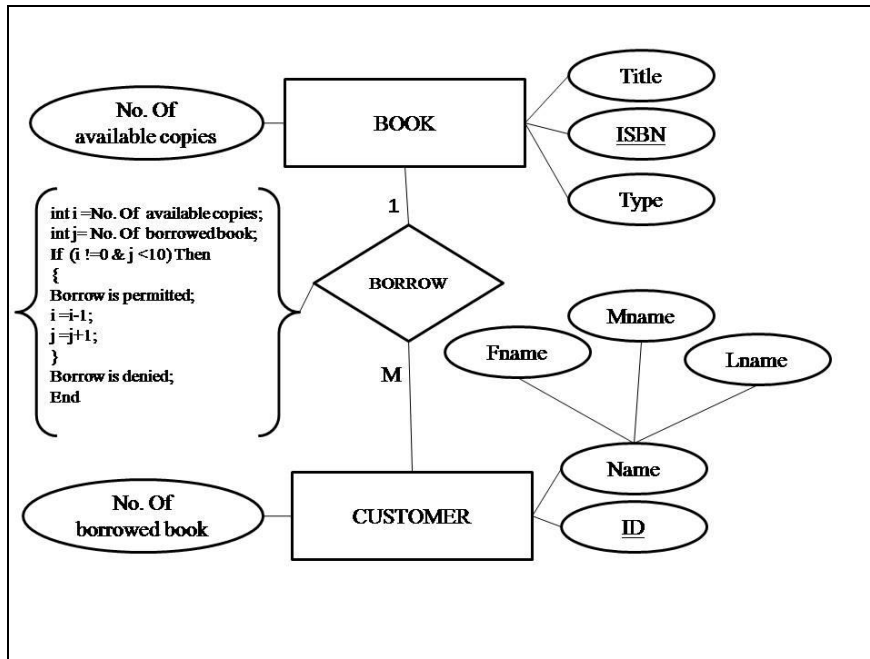 No. Of
available copies
BOOK
Title
ISBN
Type
1
int i =No. Of available copies;
int j= No. Of borrowed book;
If (i !=0 & j <10) Then
{
Borrow is permitted;
i =i-1;
j =j+1;
}
Borrow is denied;
End
BORROW
M
Mname
Fname
Lname
Name
No. Of
borrowed book
CUSTOMER
ID